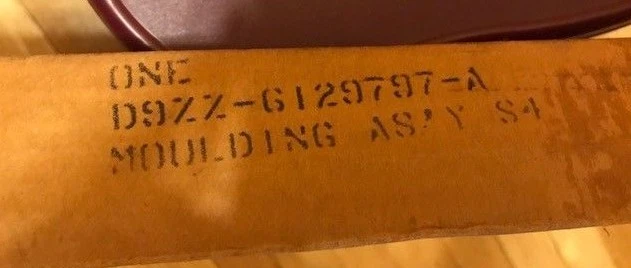 ONE
D9ZZ-6129797-A
MOULDING AS'Y S4